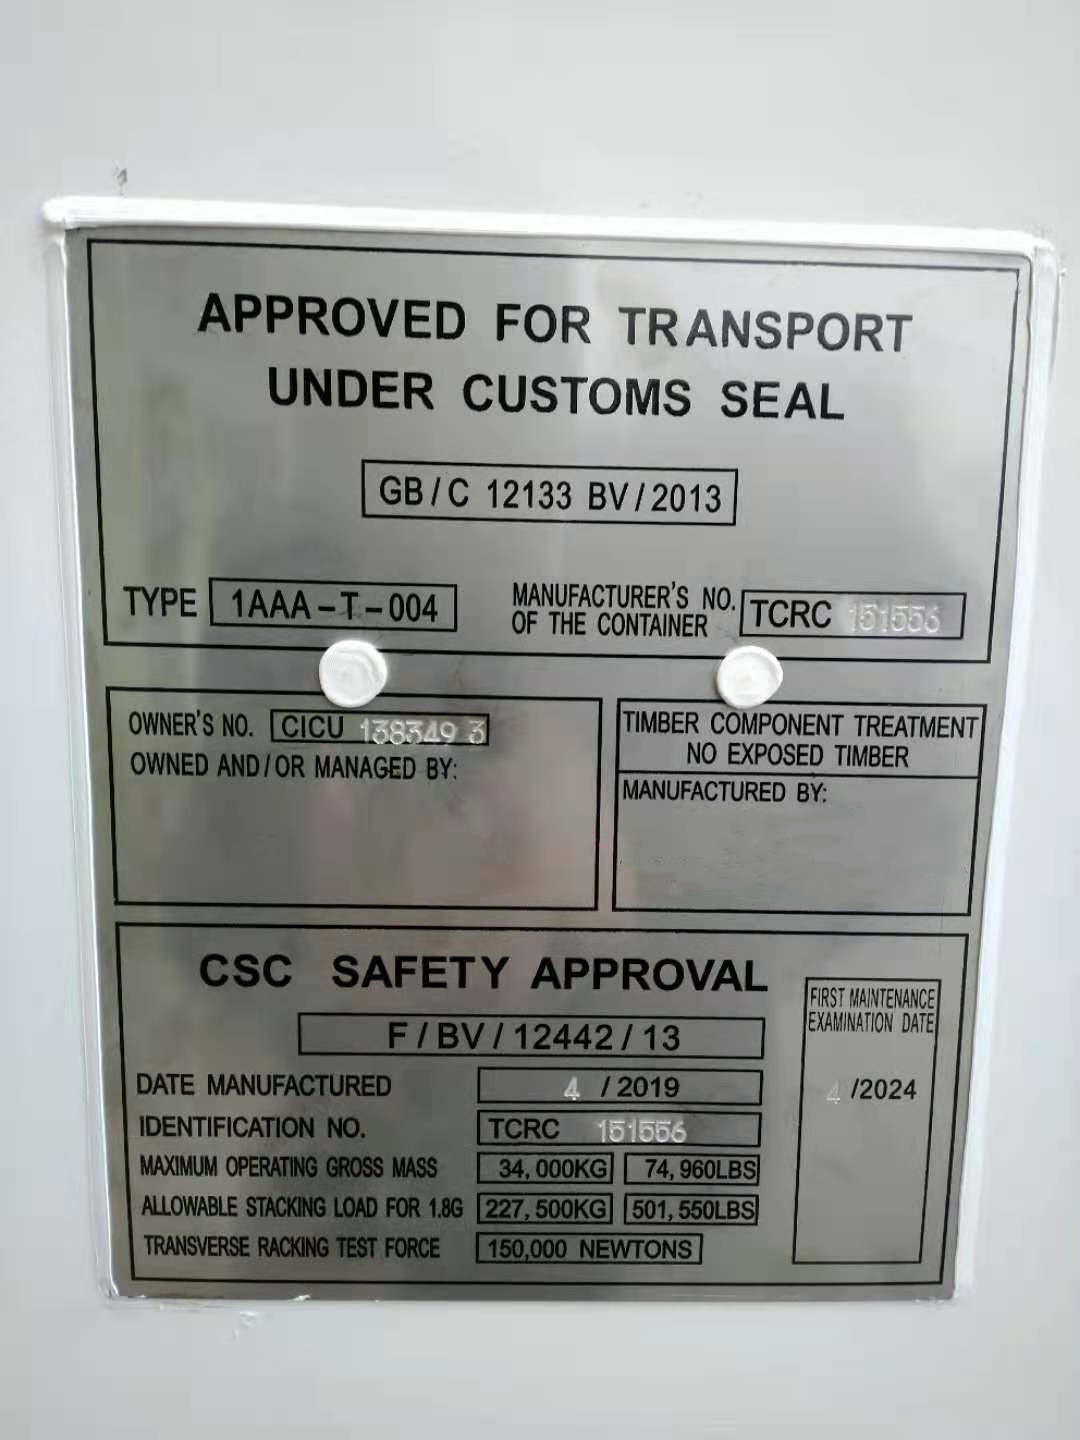 APPROVED FOR TRANSPORT
UNDER CUSTOMS SEAL
GB/C 12133 BV/2013
TYPE 1AAA-T-004
MANUFACTURER'S NO. OF THE CONTAINER TCRC 151556
OWNER'S NO. CICU 138349 3
OWNED AND/OR MANAGED BY:
TIMBER COMPONENT TREATMENT
NO EXPOSED TIMBER
MANUFACTURED BY:
CSC SAFETY APPROVAL
F/BV/12442/13
DATE MANUFACTURED 4 / 2019
IDENTIFICATION NO. TCRC 151556
MAXIMUM OPERATING GROSS MASS 34,000KG 74,960LBS
ALLOWABLE STACKING LOAD FOR 1.8G 227,500KG 501,550LBS
TRANSVERSE RACKING TEST FORCE 150,000 NEWTONS
FIRST MAINTENANCE
EXAMINATION DATE
4 /2024